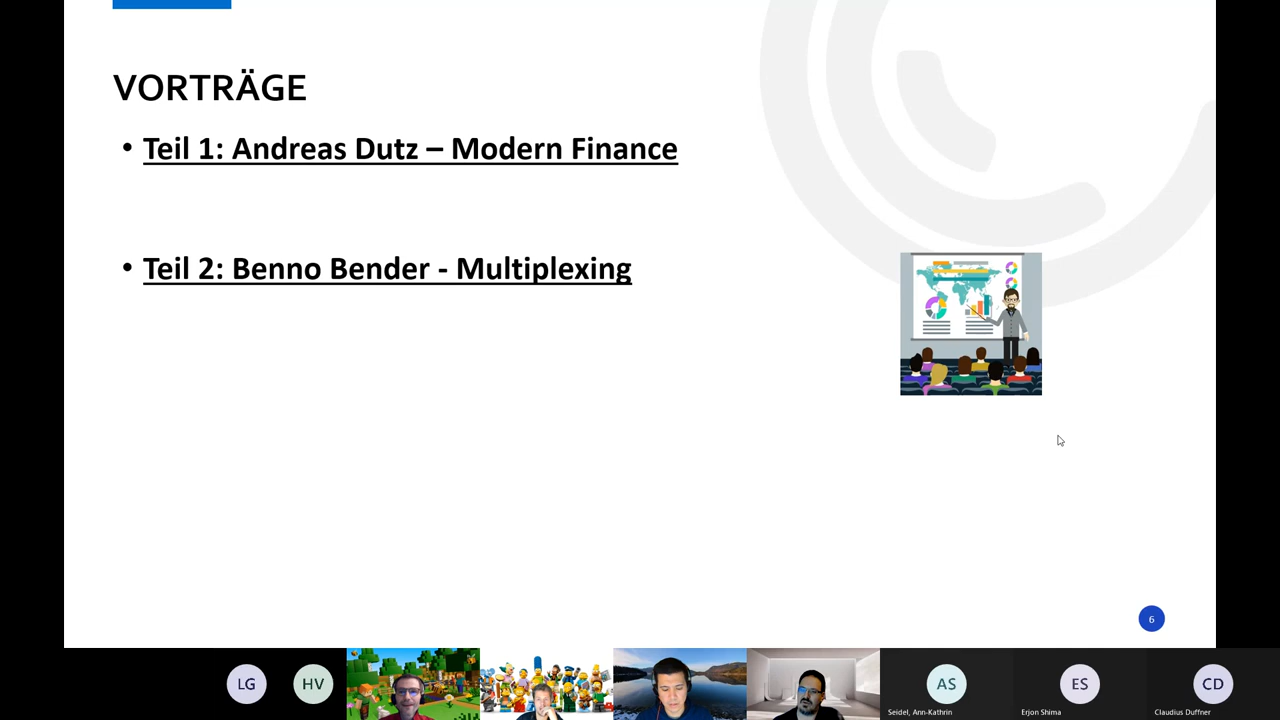 VORTRÄGE
• Teil 1: Andreas Dutz – Modern Finance
• Teil 2: Benno Bender - Multiplexing
6
LG
HV
AS
ES
CD
Seidel, Ann-Kathrin
Erjon Shima
Claudius Duffner